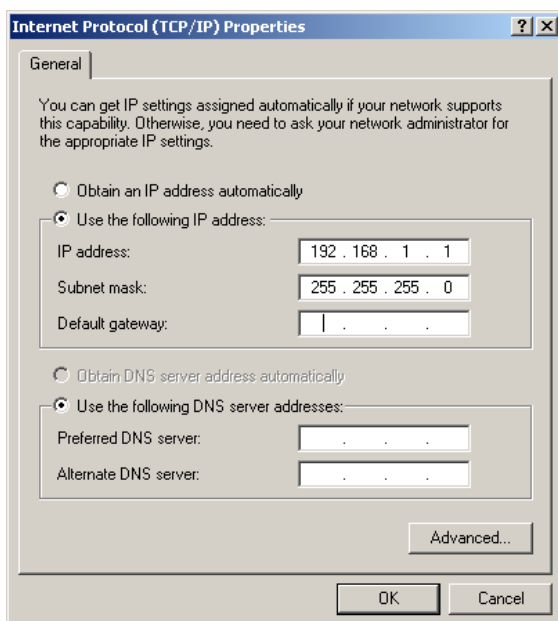 Internet Protocol (TCP/IP) Properties
General
You can get IP settings assigned automatically if your network supports
this capability. Otherwise, you need to ask your network administrator for
the appropriate IP settings.
Obtain an IP address automatically
Use the following IP address:
IP address: 192 . 168 . 1 . 1
Subnet mask: 255 . 255 . 255 . 0
Default gateway: . . .
Obtain DNS server address automatically
Use the following DNS server addresses:
Preferred DNS server: . . .
Alternate DNS server: . . .
Advanced...
OK Cancel